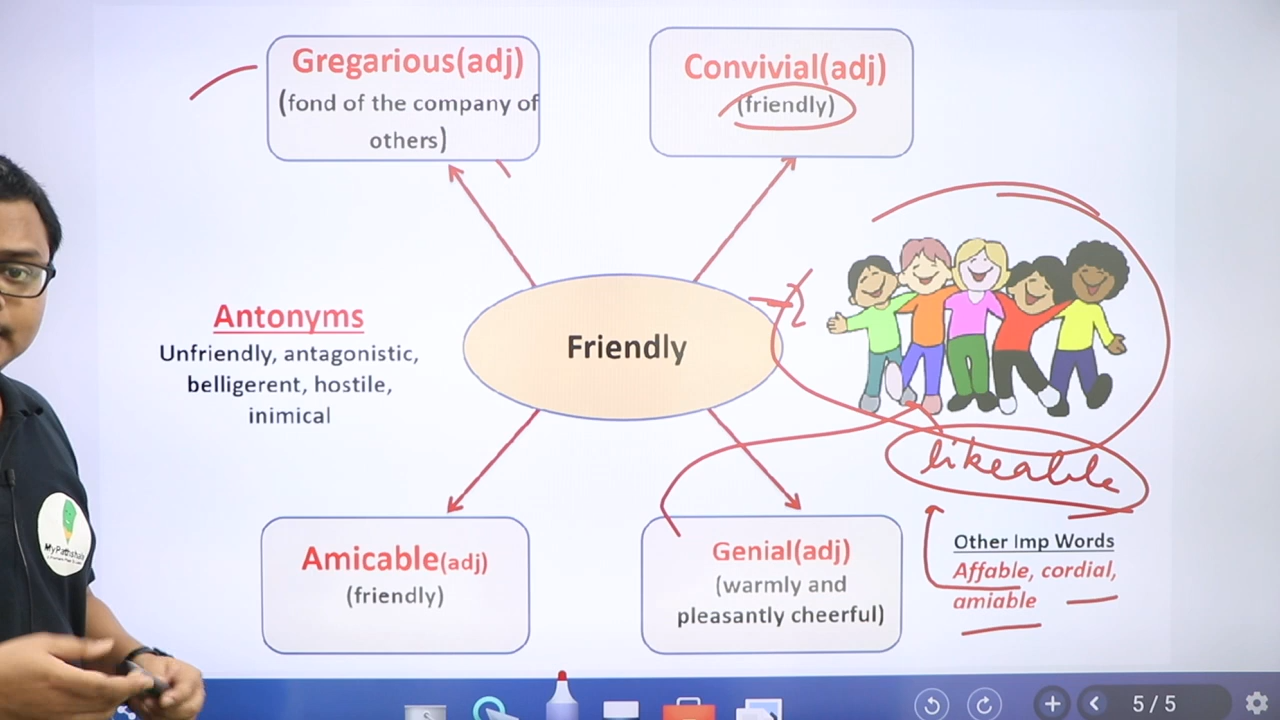 Gregarious(adj)
(fond of the company of
others)
Convivial(adj)
(friendly)
Antonyms
Unfriendly, antagonistic,
belligerent, hostile,
inimical
Friendly
likeable
Amicable(adj)
(friendly)
Genial(adj)
(warmly and
pleasantly cheerful)
Other Imp Words
Affable, cordial,
amiable
MyPathshala
5 / 5